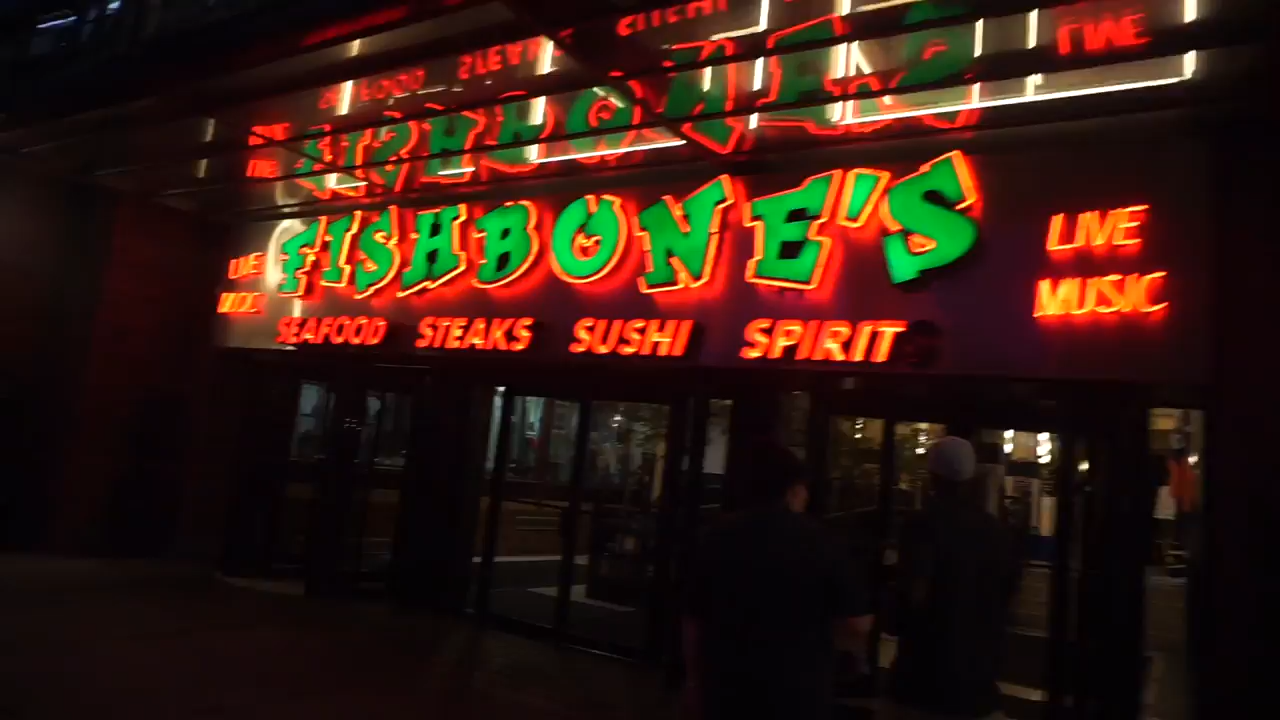 FISHBONE'S
LIVE
MUSIC
SEAFOOD STEAKS SUSHI SPIRIT
LIVE
MUSIC